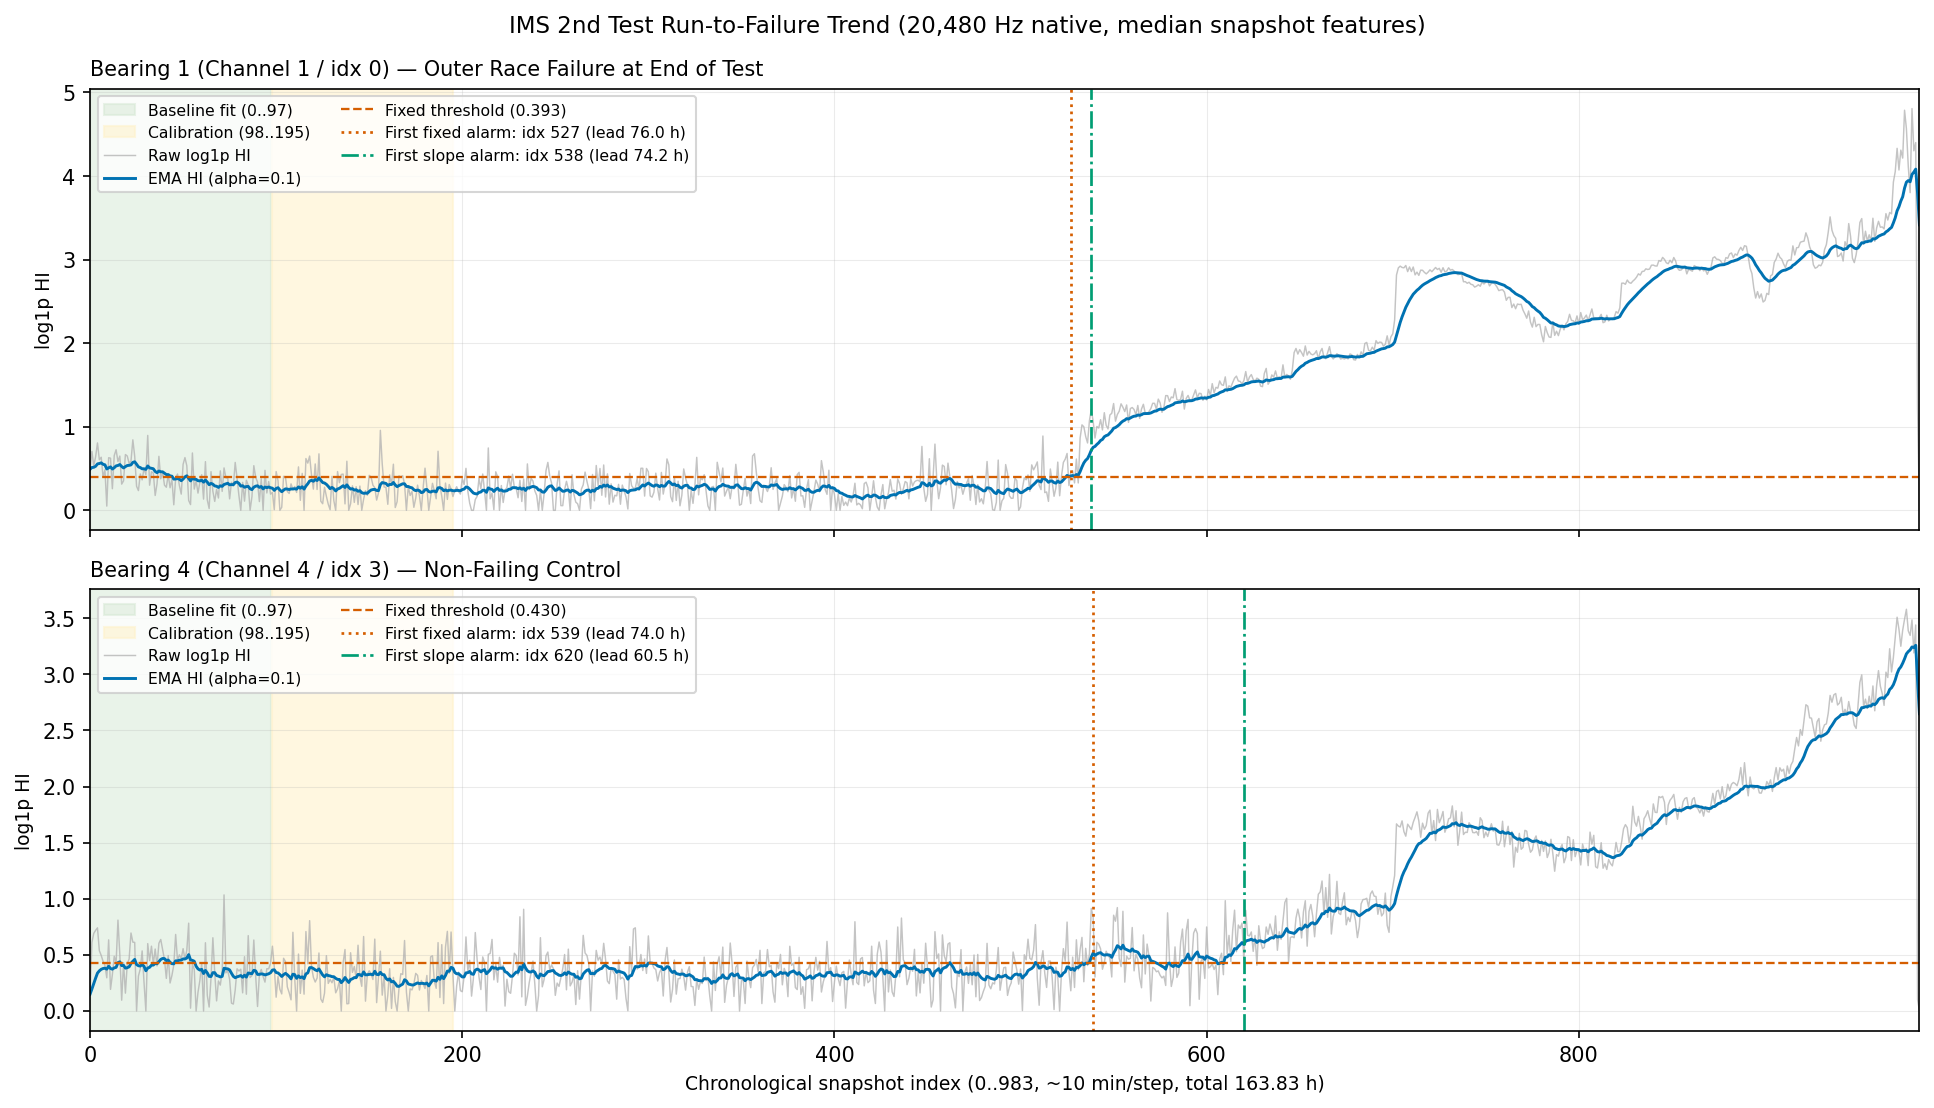 IMS 2nd Test Run-to-Failure Trend (20,480 Hz native, median snapshot features)
Bearing 1 (Channel 1 / idx 0) — Outer Race Failure at End of Test
Baseline fit (0..97)
Calibration (98..195)
Raw log1p HI
EMA HI (alpha=0.1)
Fixed threshold (0.393)
First fixed alarm: idx 527 (lead 76.0 h)
First slope alarm: idx 538 (lead 74.2 h)
5
4
3
2
1
0
log1p HI
Bearing 4 (Channel 4 / idx 3) — Non-Failing Control
Baseline fit (0..97)
Calibration (98..195)
Raw log1p HI
EMA HI (alpha=0.1)
Fixed threshold (0.430)
First fixed alarm: idx 539 (lead 74.0 h)
First slope alarm: idx 620 (lead 60.5 h)
3.5
3.0
2.5
2.0
1.5
1.0
0.5
0.0
log1p HI
0 200 400 600 800
Chronological snapshot index (0..983, ~10 min/step, total 163.83 h)